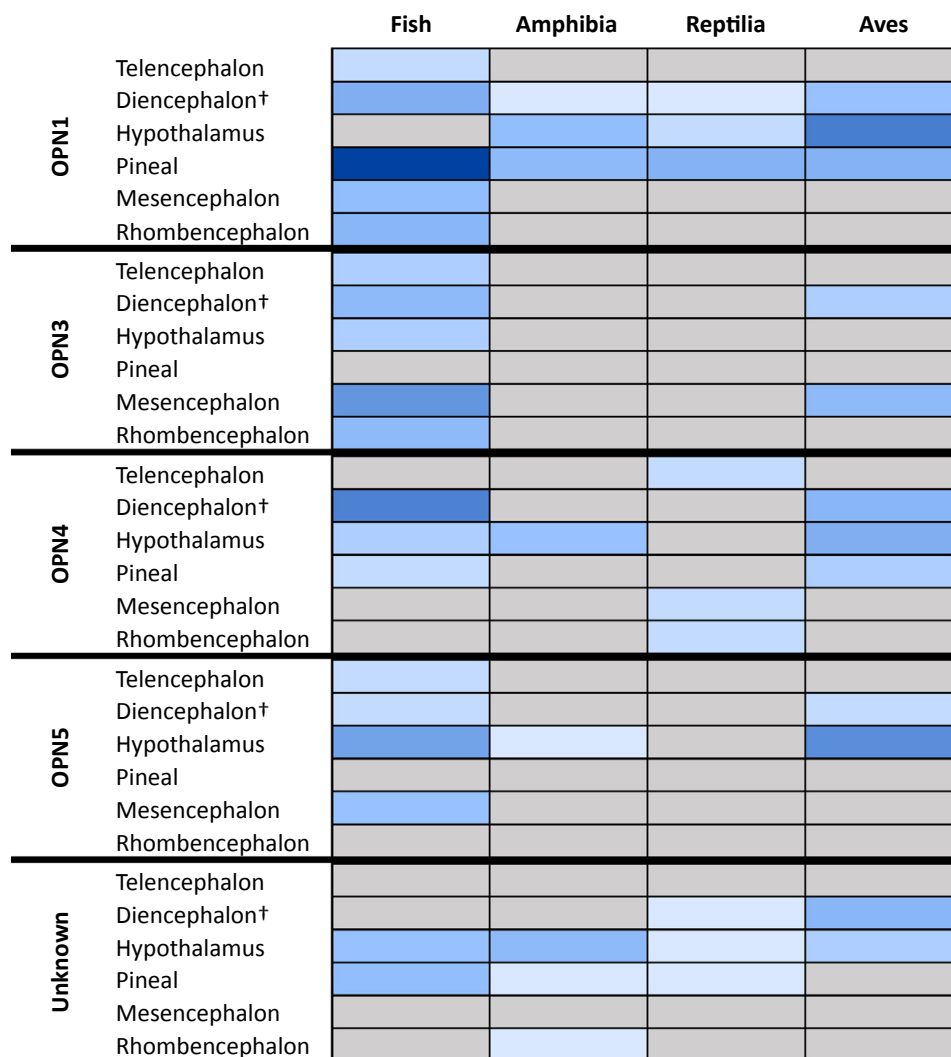 Fish Amphibia Reptilia Aves
OPN1
Telencephalon
Diencephalon†
Hypothalamus
Pineal
Mesencephalon
Rhombencephalon
OPN3
Telencephalon
Diencephalon†
Hypothalamus
Pineal
Mesencephalon
Rhombencephalon
OPN4
Telencephalon
Diencephalon†
Hypothalamus
Pineal
Mesencephalon
Rhombencephalon
OPN5
Telencephalon
Diencephalon†
Hypothalamus
Pineal
Mesencephalon
Rhombencephalon
Unknown
Telencephalon
Diencephalon†
Hypothalamus
Pineal
Mesencephalon
Rhombencephalon